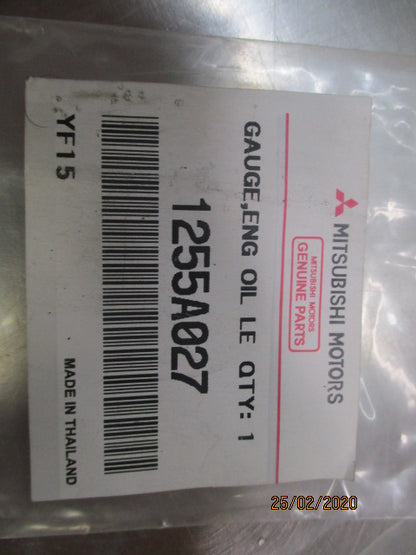 MITSUBISHI MOTORS
MITSUBISHI MOTORS
GENUINE PARTS
GAUGE,ENG OIL LE QTY: 1
1255A027
YF15
MADE IN THAILAND
25/02/2020